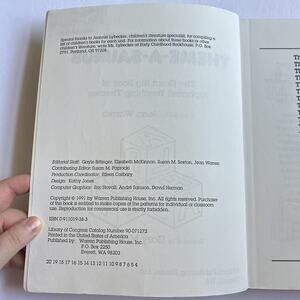 Special thanks to Jeanne Lybecker, children's literature specialist, for compiling a
list of children's books for each unit. For information about these books or other
children's literature, write Ms. Lybecker at Early Childhood Bookhouse, P.O. Box
2791, Portland, OR 97208.
Editorial Staff: Gayle Bittinger, Elizabeth McKinnon, Susan M. Sexton, Jean Warren
Contributing Editor: Susan M. Paprocki
Production Coordinator: Eileen Carbary
Design: Kathy Jones
Computer Graphics: Eric Stovall, André Samson, David Herman
Copyright © 1991 by Warren Publishing House, Inc. All rights reserved. Purchaser
of this book is entitled to make copies of the patterns for individual or classroom
use. Reproduction for commercial use is strictly forbidden.
ISBN 0-911019-38-3
Library of Congress Catalog Number 90-071272
Printed in the United States of America
Published by: Warren Publishing House, Inc.
P.O. Box 2250
Everett, WA 98203
20 19 18 17 16 15 14 13 12 11 10 9 8 7 6 5 4